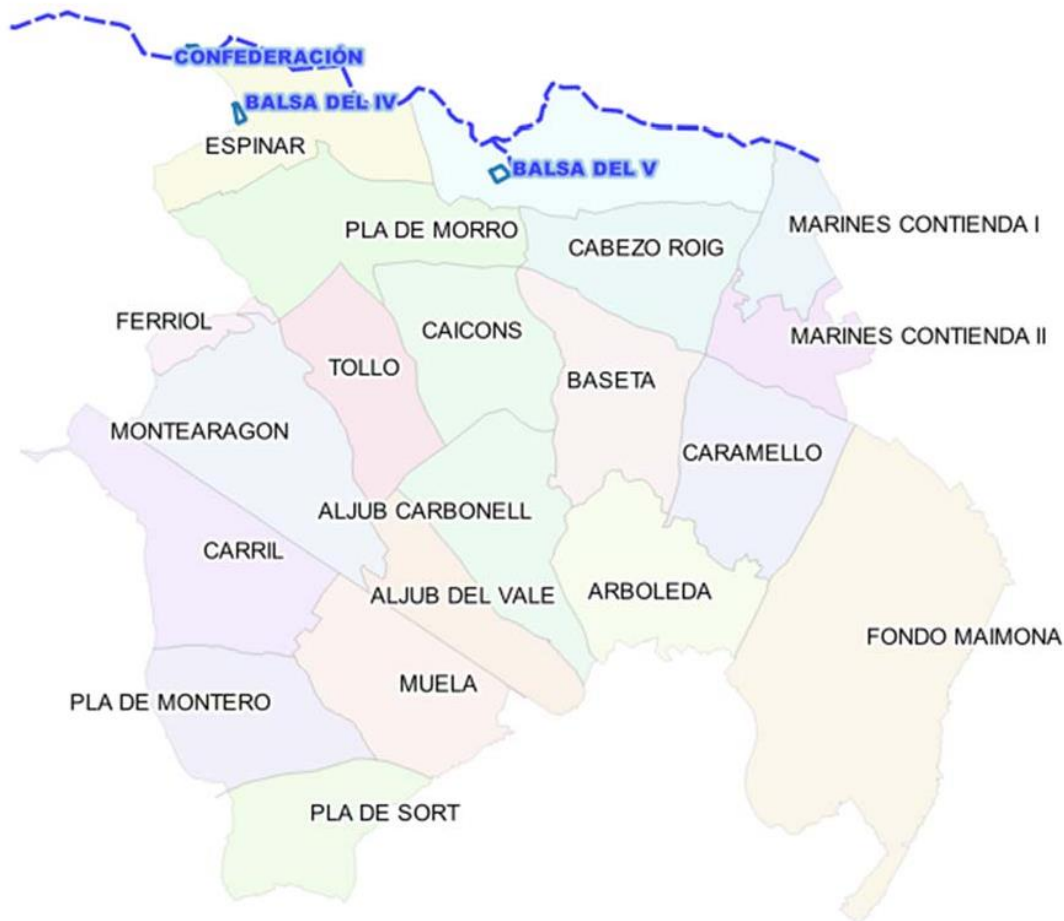 CONFEDERACIÓN
BALSA DEL IV
ESPINAR
BALSA DEL V
PLA DE MORRO
CABEZO ROIG
MARINES CONTIENDA I
FERRIOL
CAICONS
MARINES CONTIENDA II
TOLLO
BASETA
MONTEARAGON
CARAMELLO
ALJUB CARBONELL
CARRIL
ALJUB DEL VALE
ARBOLEDA
FONDO MAIMONA
MUELA
PLA DE MONTERO
PLA DE SORT